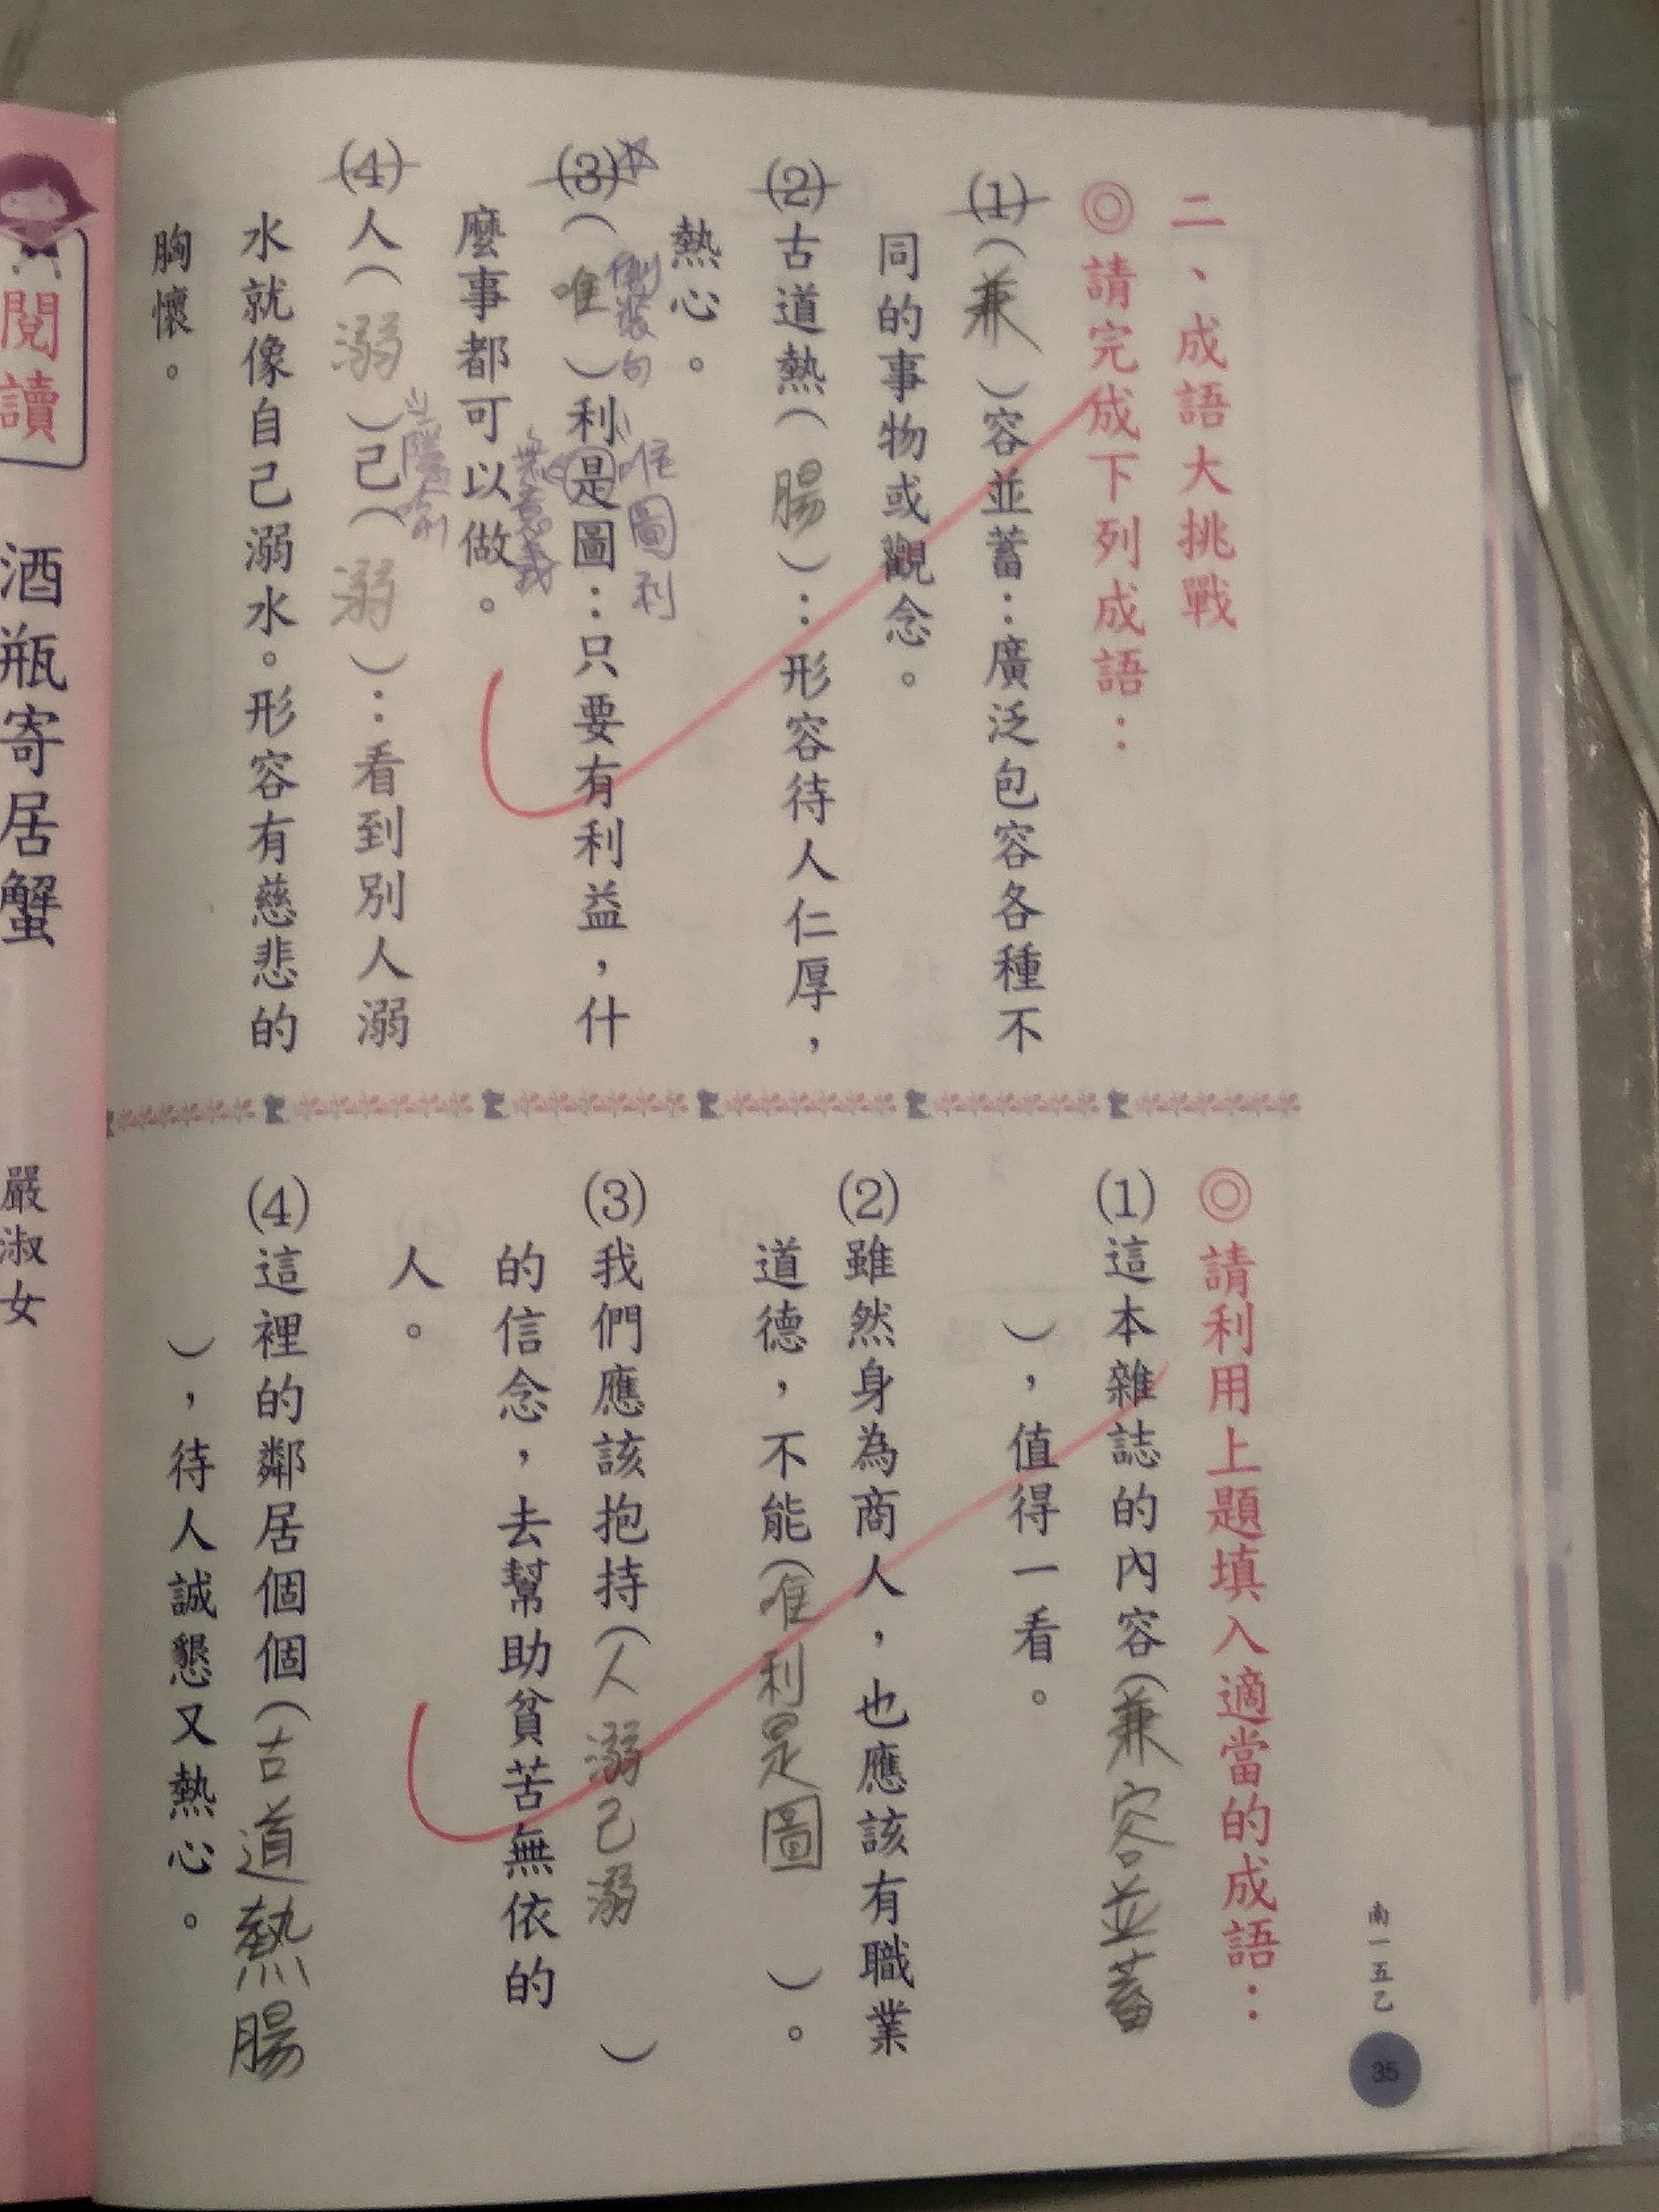 二、成語大挑戰
◎請完成下列成語：
(1)（兼）容並蓄：廣泛包容各種不
同的事物或觀念。
(2)古道熱（腸）：形容待人仁厚，
熱心。
倒裝句
唯圖利
(3)（唯）利是圖：只要有利益，什
無意義
麼事都可以做。
(4)人（溺）己（溺）：看到別人溺
水就像自己溺水。形容有慈悲的
胸懷。
◎請利用上題填入適當的成語：
(1)這本雜誌的內容（兼容並蓄
），值得一看。
(2)雖然身為商人，也應該有職業
道德，不能（唯利是圖）。
(3)我們應該抱持（人溺己溺）
的信念，去幫助貧苦無依的
人。
(4)這裡的鄰居個個（古道熱腸
），待人誠懇又熱心。
南一五乙
35
閱讀
酒瓶寄居蟹
嚴淑女